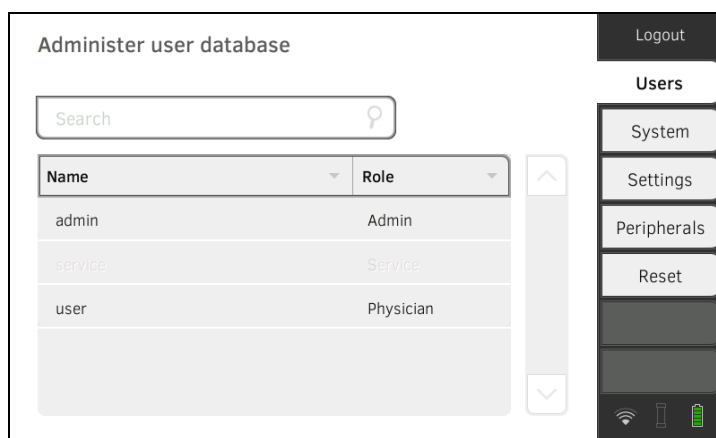 Administer user database
Search
Name Role
admin Admin
service Service
user Physician
Logout
Users
System
Settings
Peripherals
Reset